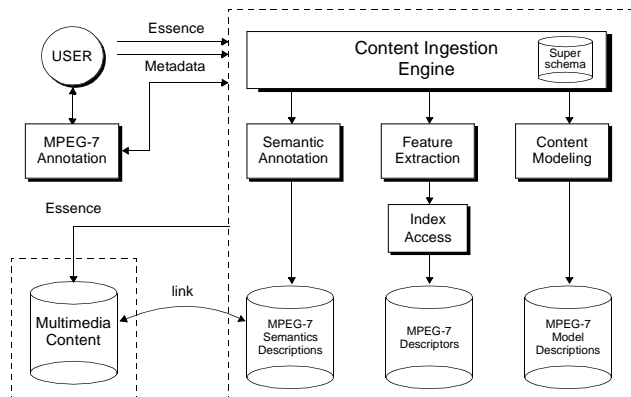 Essence
USER
Metadata
Content Ingestion
Engine
Super
schema
MPEG-7
Annotation
Semantic
Annotation
Feature
Extraction
Content
Modeling
Index
Access
Essence
link
Multimedia
Content
MPEG-7
Semantics
Descriptions
MPEG-7
Descriptors
MPEG-7
Model
Descriptions